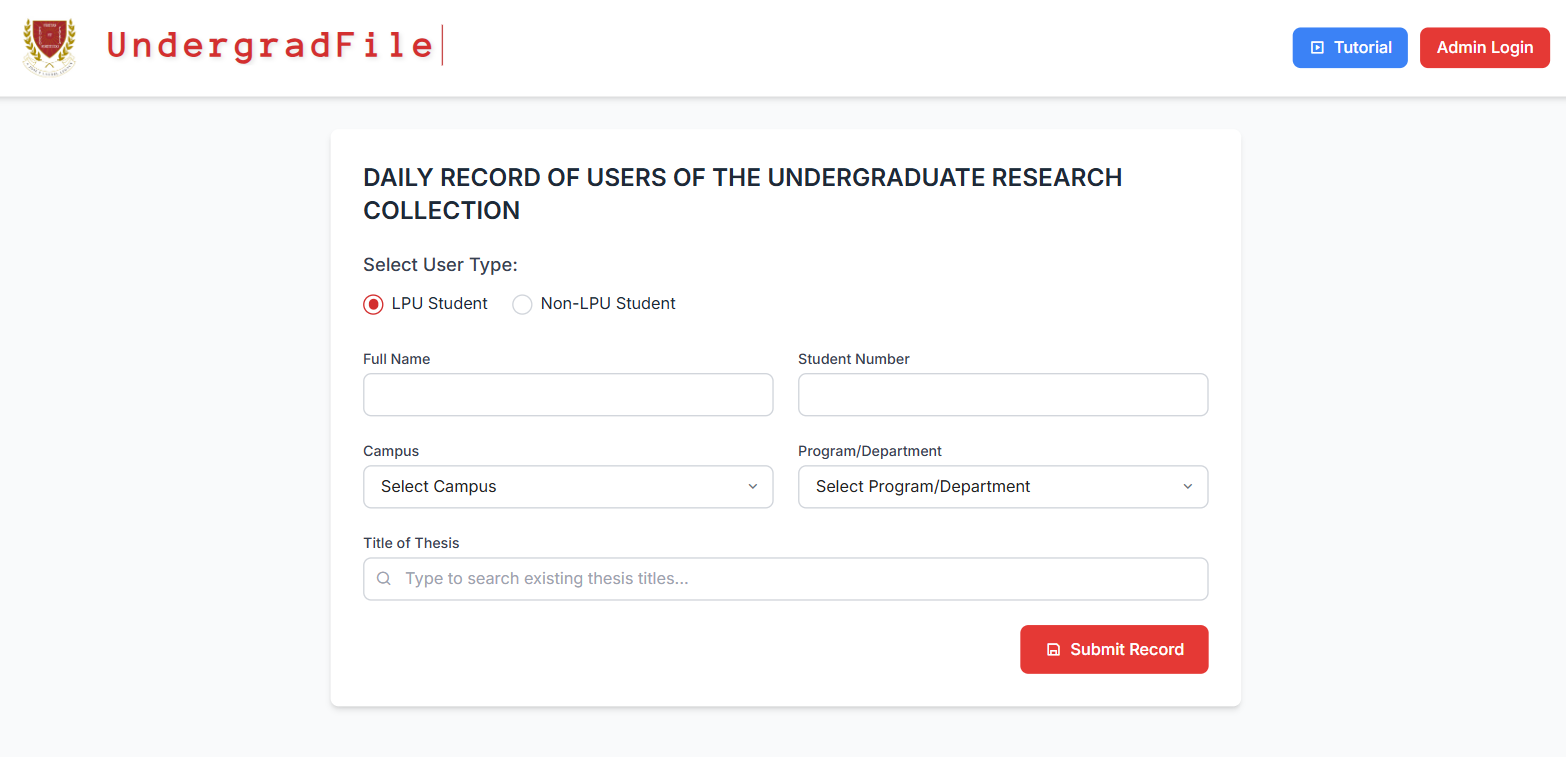 UndergradFile
Tutorial
Admin Login
DAILY RECORD OF USERS OF THE UNDERGRADUATE RESEARCH
COLLECTION
Select User Type:
LPU Student
Non-LPU Student
Full Name
Student Number
Campus
Program/Department
Select Campus
Select Program/Department
Title of Thesis
Type to search existing thesis titles...
Submit Record